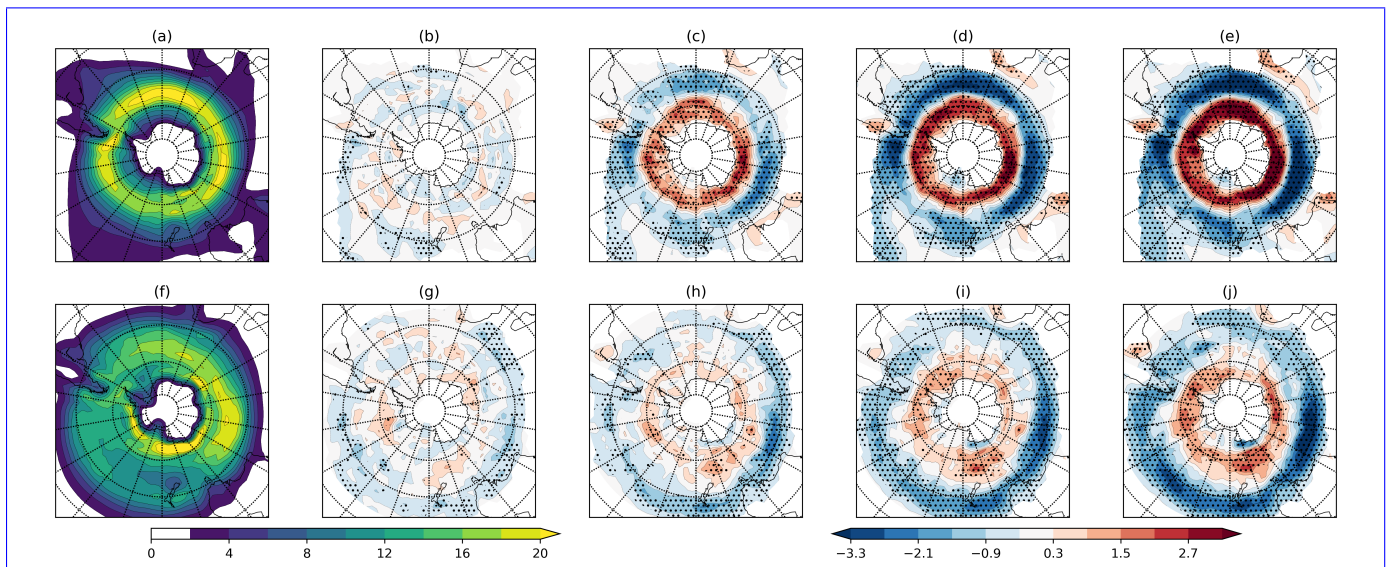 (a) (b) (c) (d) (e)
(f) (g) (h) (i) (j)
0 4 8 12 16 20 −3.3 −2.1 −0.9 0.3 1.5 2.7